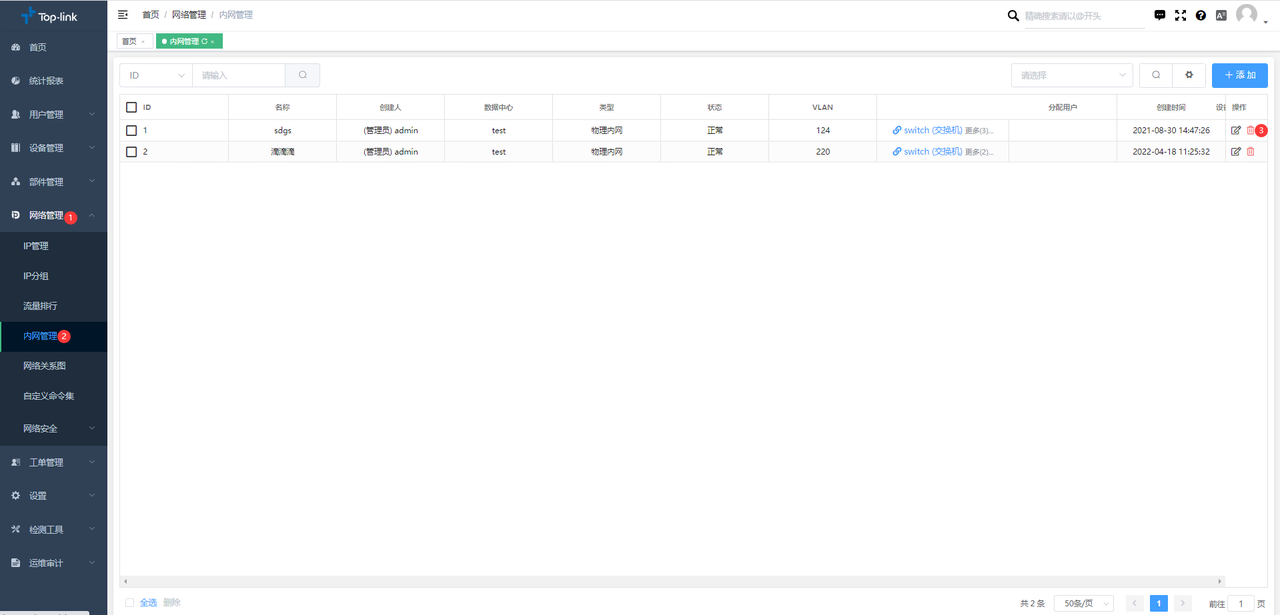 Top-link
首页 / 网络管理 / 内网管理
精确搜索请以@开头
首页
内网管理
首页
统计报表
用户管理
设备管理
部件管理
网络管理 1
IP管理
IP分组
流量排行
内网管理 2
网络关系图
自定义命令集
网络安全
工单管理
设置
检测工具
运维审计
ID 请输入
请选择
添加
ID 名称 创建人 数据中心 类型 状态 VLAN 分配用户 创建时间 操作
1 sdgs (管理员) admin test 物理内网 正常 124 switch (交换机) 更多(3)... 2021-08-30 14:47:26 3
2 滴滴滴 (管理员) admin test 物理内网 正常 220 switch (交换机) 更多(2)... 2022-04-18 11:25:32
全选 删除
共 2 条 50条/页 1 前往 1 页